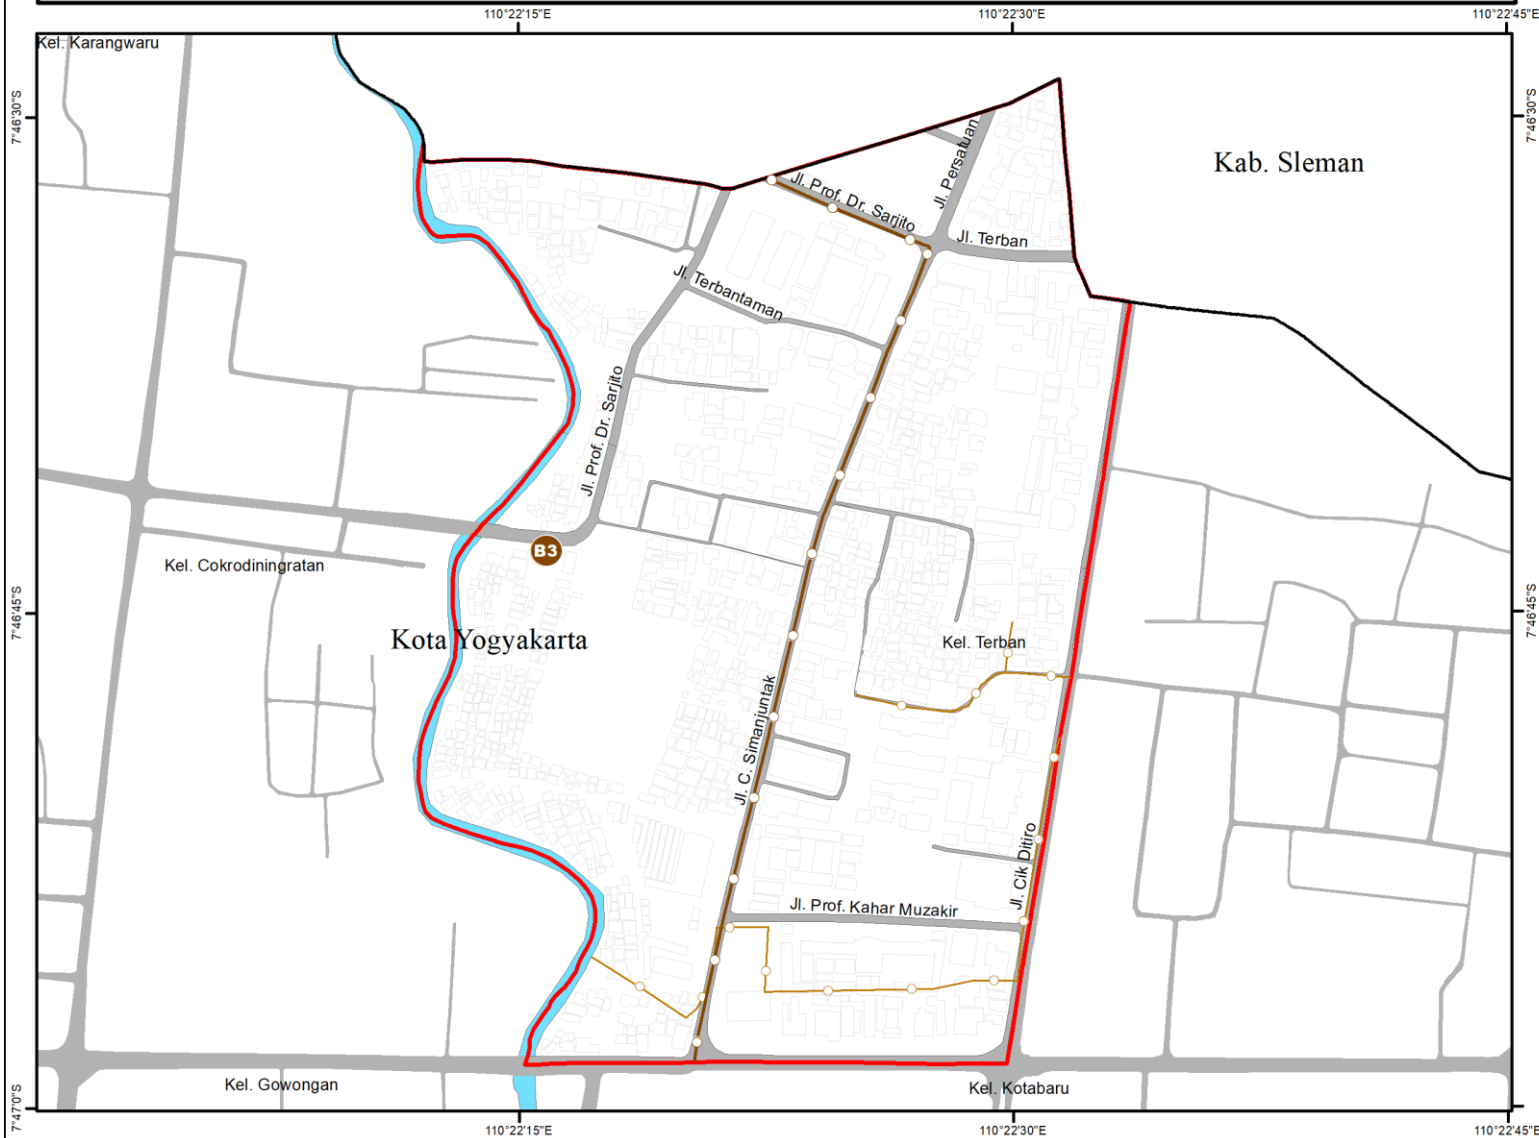 110°22'15"E
110°22'30"E
110°22'45"E
Kel. Karangwaru
7°46'30"S
7°46'30"S
Kab. Sleman
Jl. Persatuan
Jl. Prof. Dr. Sarjito
Jl. Terban
Jl. Terbantaman
Jl. Prof. Dr. Sarjito
B3
Kel. Cokrodiningratan
7°46'45"S
7°46'45"S
Kota Yogyakarta
Kel. Terban
Jl. C. Simanjuntak
Jl. Cik Ditiro
Jl. Prof. Kahar Muzakir
Kel. Gowongan
Kel. Kotabaru
7°47'0"S
110°22'15"E
110°22'30"E
110°22'45"E